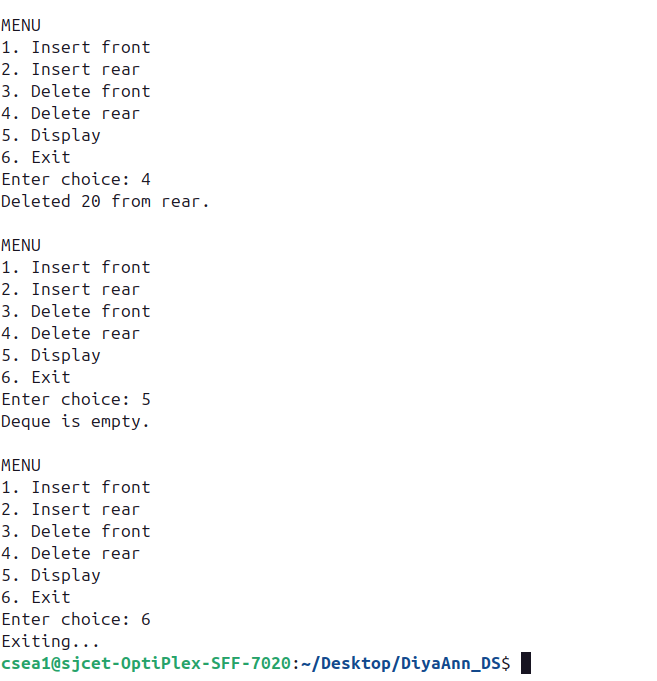 MENU
1. Insert front
2. Insert rear
3. Delete front
4. Delete rear
5. Display
6. Exit
Enter choice: 4
Deleted 20 from rear.
MENU
1. Insert front
2. Insert rear
3. Delete front
4. Delete rear
5. Display
6. Exit
Enter choice: 5
Deque is empty.
MENU
1. Insert front
2. Insert rear
3. Delete front
4. Delete rear
5. Display
6. Exit
Enter choice: 6
Exiting...
csea1@sjcet-OptiPlex-SFF-7020:~/Desktop/DiyaAnn_DS$